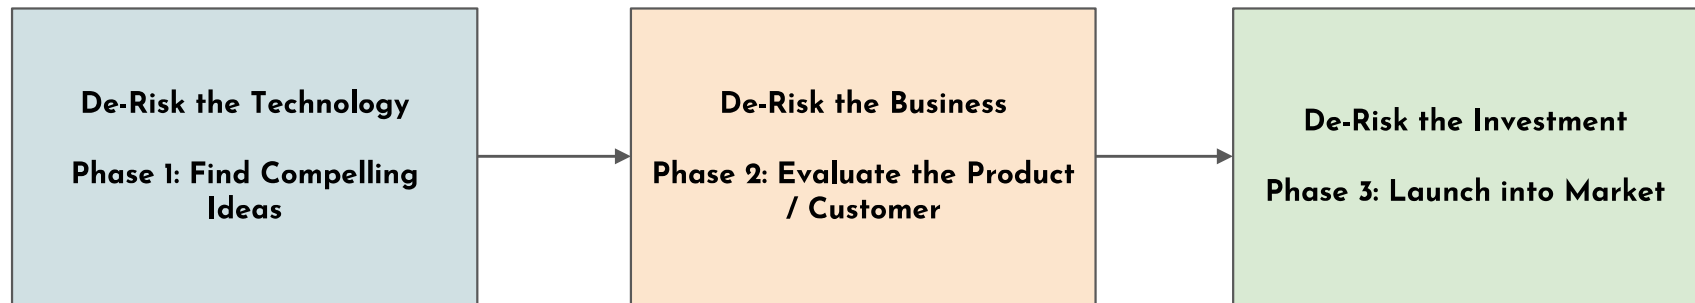 De-Risk the Technology
Phase 1: Find Compelling
Ideas
De-Risk the Business
Phase 2: Evaluate the Product
/ Customer
De-Risk the Investment
Phase 3: Launch into Market